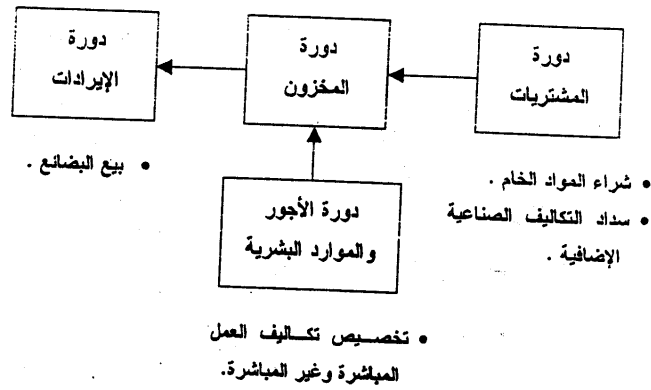 دورة
المشتريات
دورة
المخزون
دورة
الإيرادات
• شراء المواد الخام .
• سداد التكاليف الصناعية
الإضافية .
• بيع البضائع .
دورة الأجور
والموارد البشرية
• تخصيص تكاليف العمل
المباشرة وغير المباشرة.